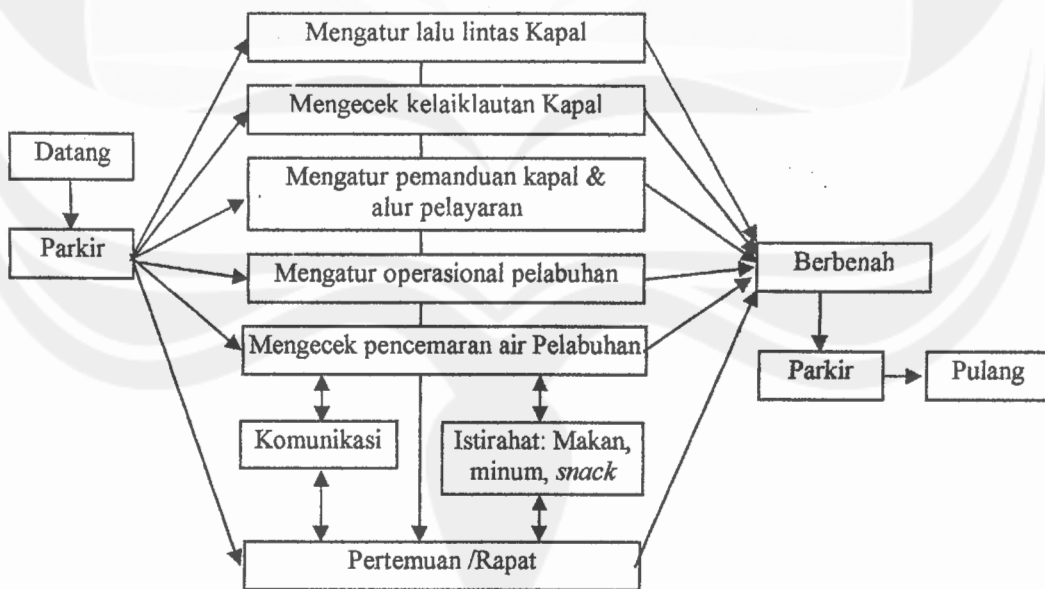 Mengatur lalu lintas Kapal
Mengecek kelaiklautan Kapal
Datang
Mengatur pemanduan kapal &
alur pelayaran
Parkir
Mengatur operasional pelabuhan
Berbenah
Mengecek pencemaran air Pelabuhan
Parkir
Pulang
Komunikasi
Istirahat: Makan,
minum, snack
Pertemuan /Rapat